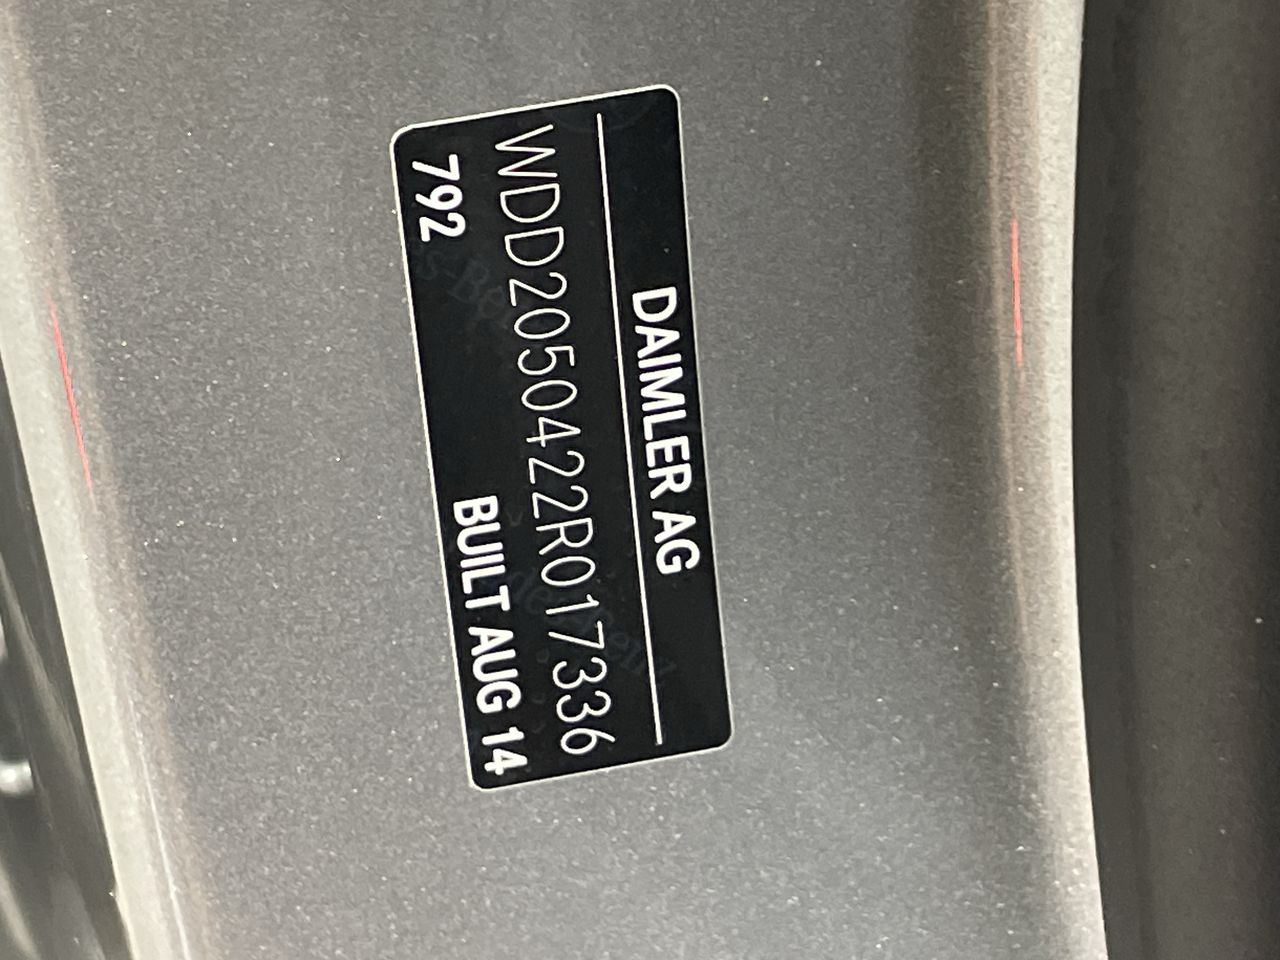 DAIMLER AG
WDD2050422R017336
792 BUILT AUG 14